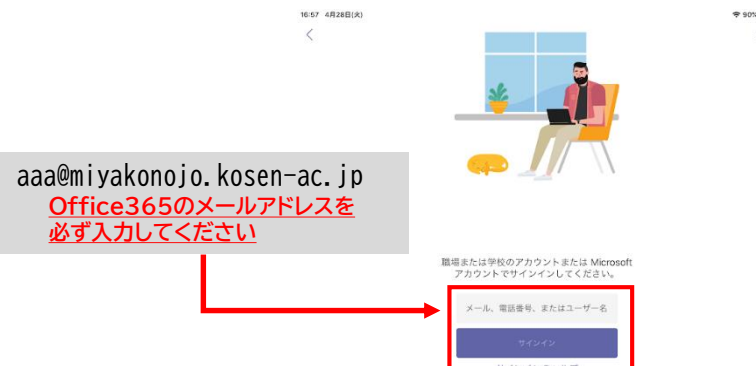 16:57 4月28日(火)
90%
aaa@miyakonojo.kosen-ac.jp
Office365のメールアドレスを
必ず入力してください
職場または学校のアカウントまたは Microsoft
アカウントでサインインしてください。
メール、電話番号、またはユーザー名
サインイン